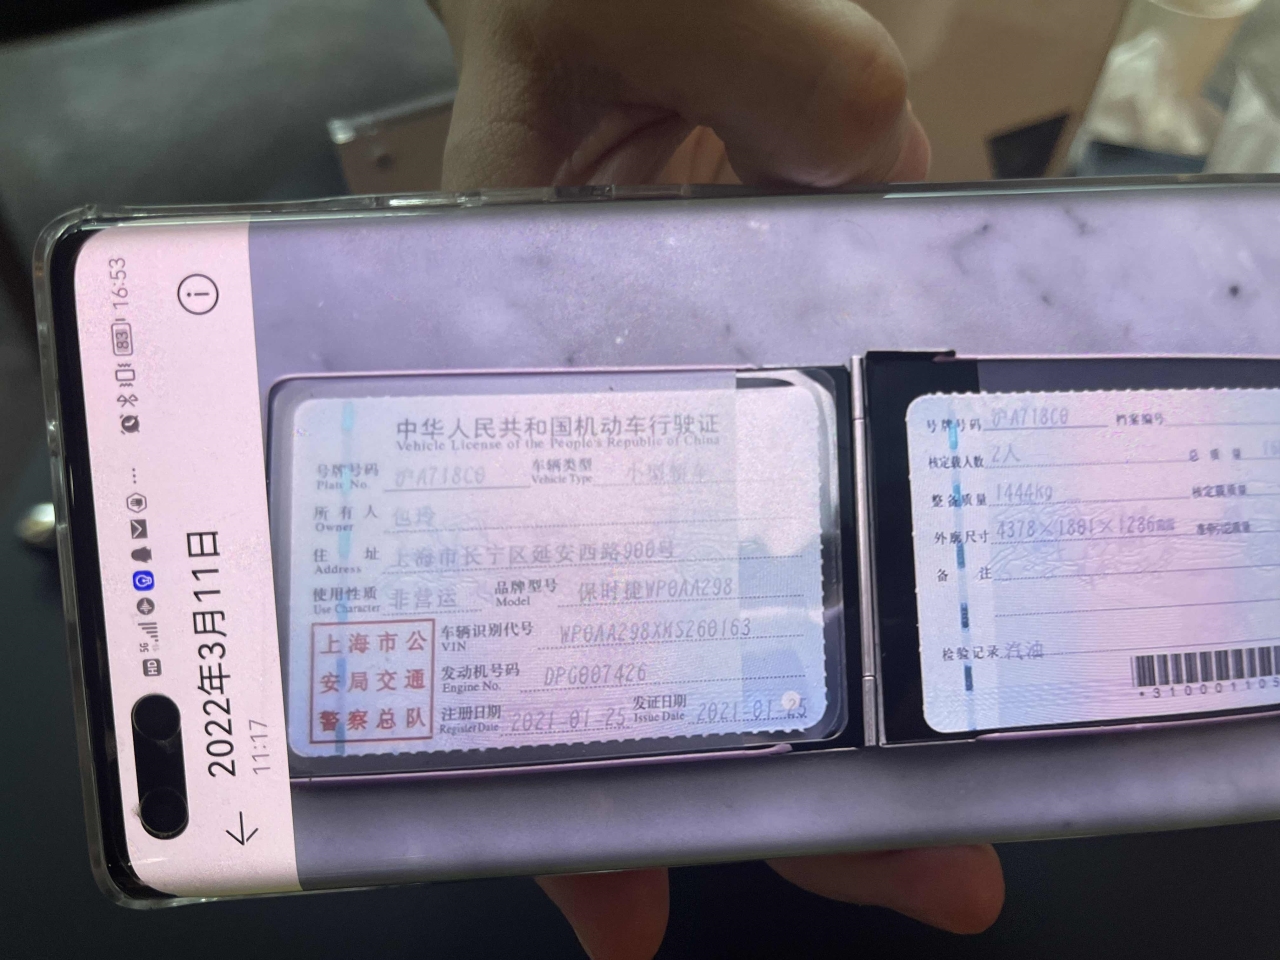 16:53
83
5G
HD
2022年3月11日
11:17
中华人民共和国机动车行驶证
Vehicle License of the People's Republic of China
号牌号码 沪A718C0 车辆类型 小型轿车
Plate No. Vehicle Type
所有人 包玲
Owner
住址 上海市长宁区延安西路900号
Address
使用性质 非营运 品牌型号 保时捷WP0AA298
Use Character Model
上海市公
安局交通
警察总队
车辆识别代号 WP0AA298XMS260163
VIN
发动机号码 DPG007426
Engine No.
注册日期 2021-01-25 发证日期 2021-01-25
Register Date Issue Date
号牌号码 沪A718C0 档案编号
核定载人数 2人 总质量
整备质量 1444kg 核定载质量
外廓尺寸 4378×1801×1286mm
备注
检验记录 汽油